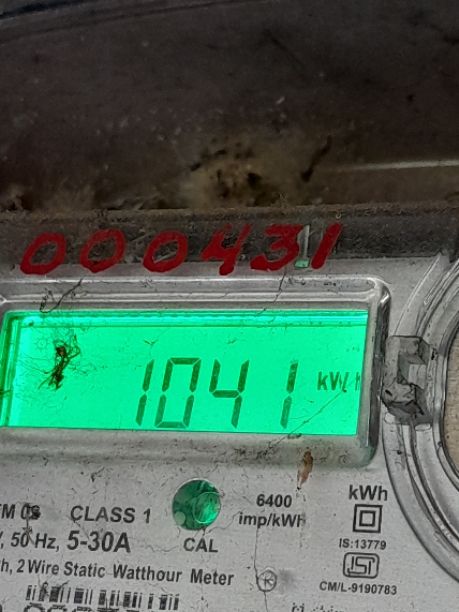 000431
1041 kWh
CLASS 1
50 Hz, 5-30A
CAL
6400
imp/kWH
kWh
IS:13779
ISI
CM/L-9190783
2 Wire Static Watthour Meter